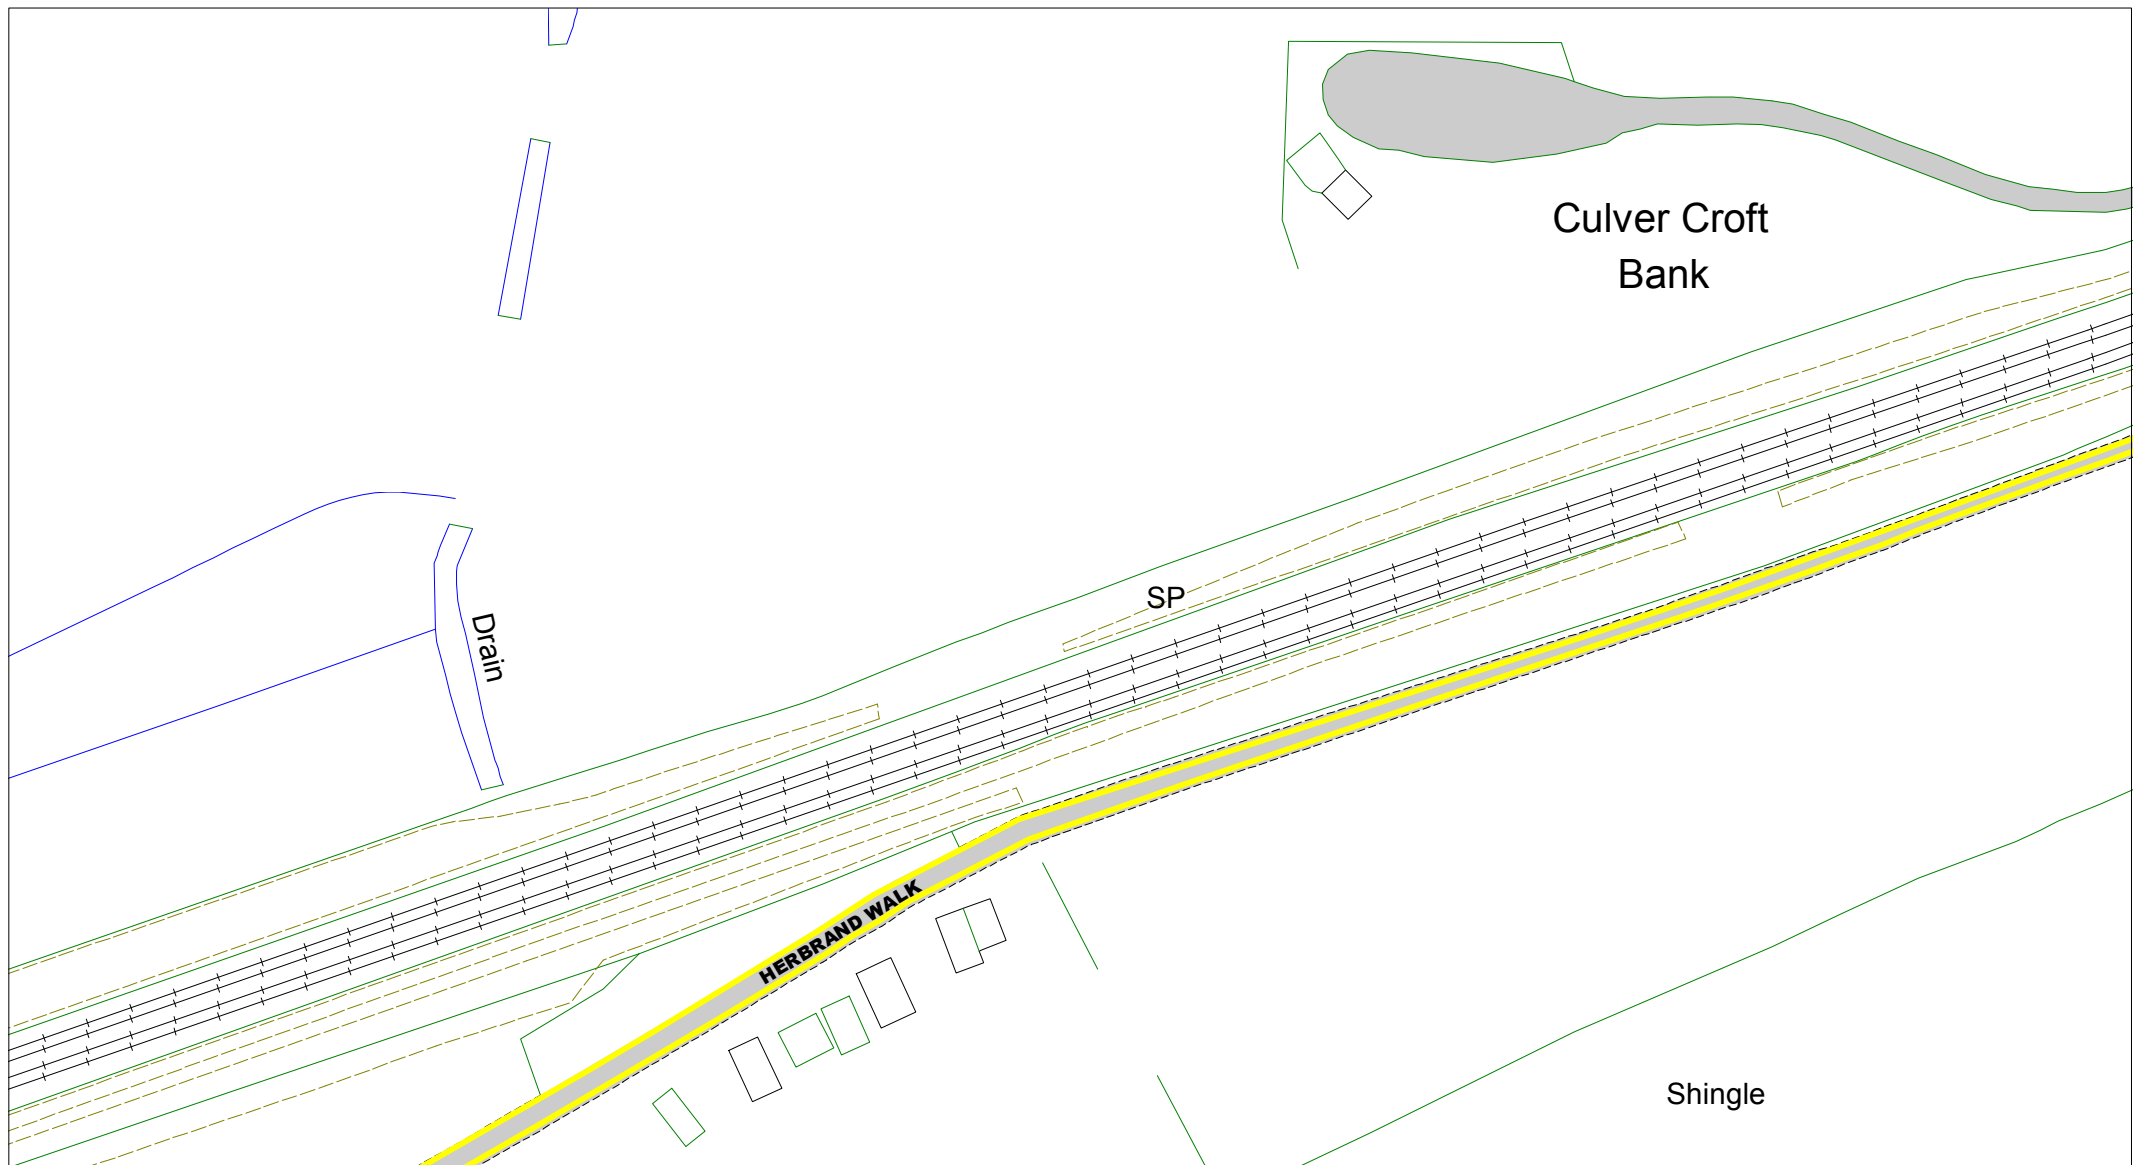 Culver Croft
Bank
SP
Drain
HERBRAND WALK
Shingle